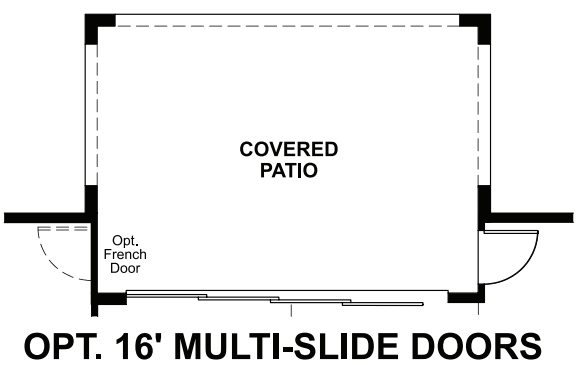 COVERED
PATIO
Opt.
French
Door
OPT. 16' MULTI-SLIDE DOORS